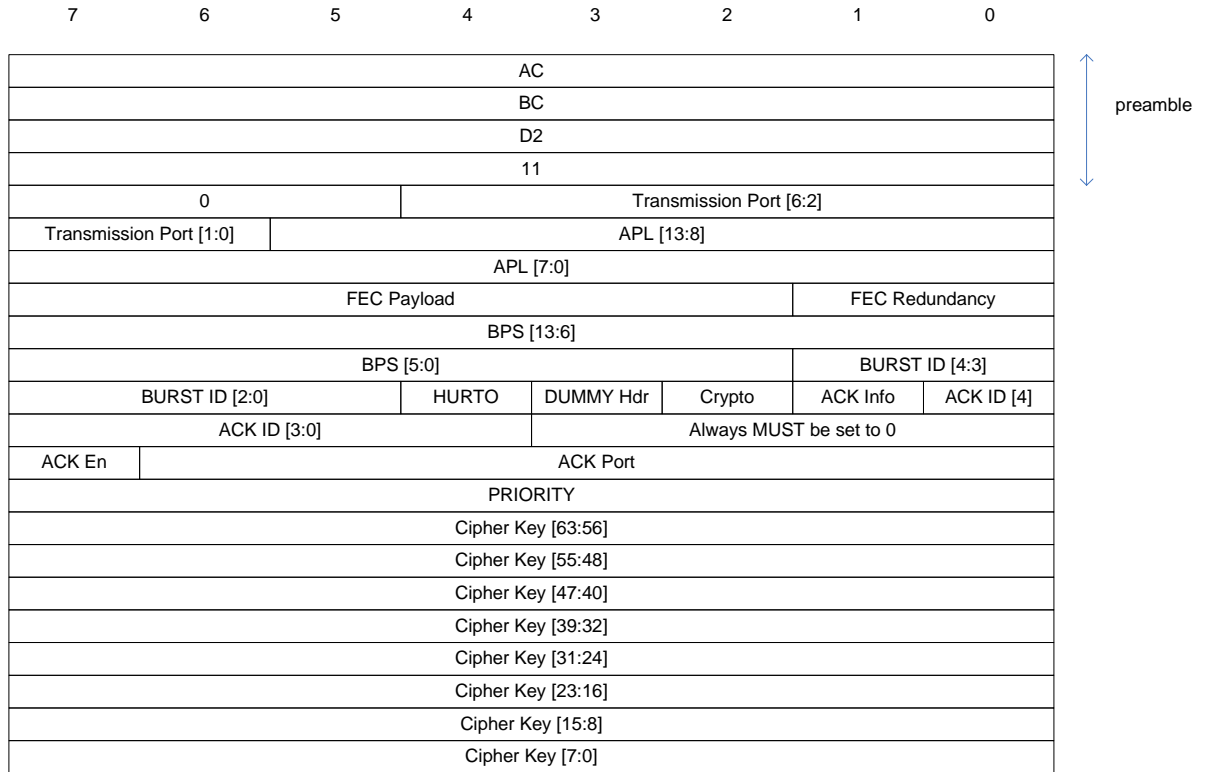 7 6 5 4 3 2 1 0
AC
BC
preamble
D2
11
0 Transmission Port [6:2]
Transmission Port [1:0] APL [13:8]
APL [7:0]
FEC Payload FEC Redundancy
BPS [13:6]
BPS [5:0] BURST ID [4:3]
BURST ID [2:0] HURTO DUMMY Hdr Crypto ACK Info ACK ID [4]
ACK ID [3:0] Always MUST be set to 0
ACK En ACK Port
PRIORITY
Cipher Key [63:56]
Cipher Key [55:48]
Cipher Key [47:40]
Cipher Key [39:32]
Cipher Key [31:24]
Cipher Key [23:16]
Cipher Key [15:8]
Cipher Key [7:0]